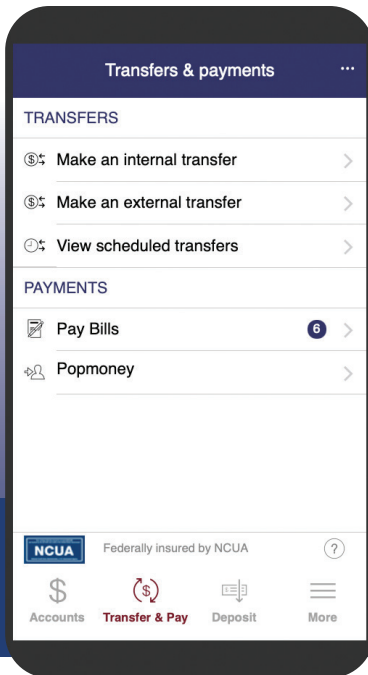 Transfers & payments
...
TRANSFERS
Make an internal transfer
Make an external transfer
View scheduled transfers
PAYMENTS
Pay Bills 6
Popmoney
NCUA Federally insured by NCUA ?
Accounts Transfer & Pay Deposit More